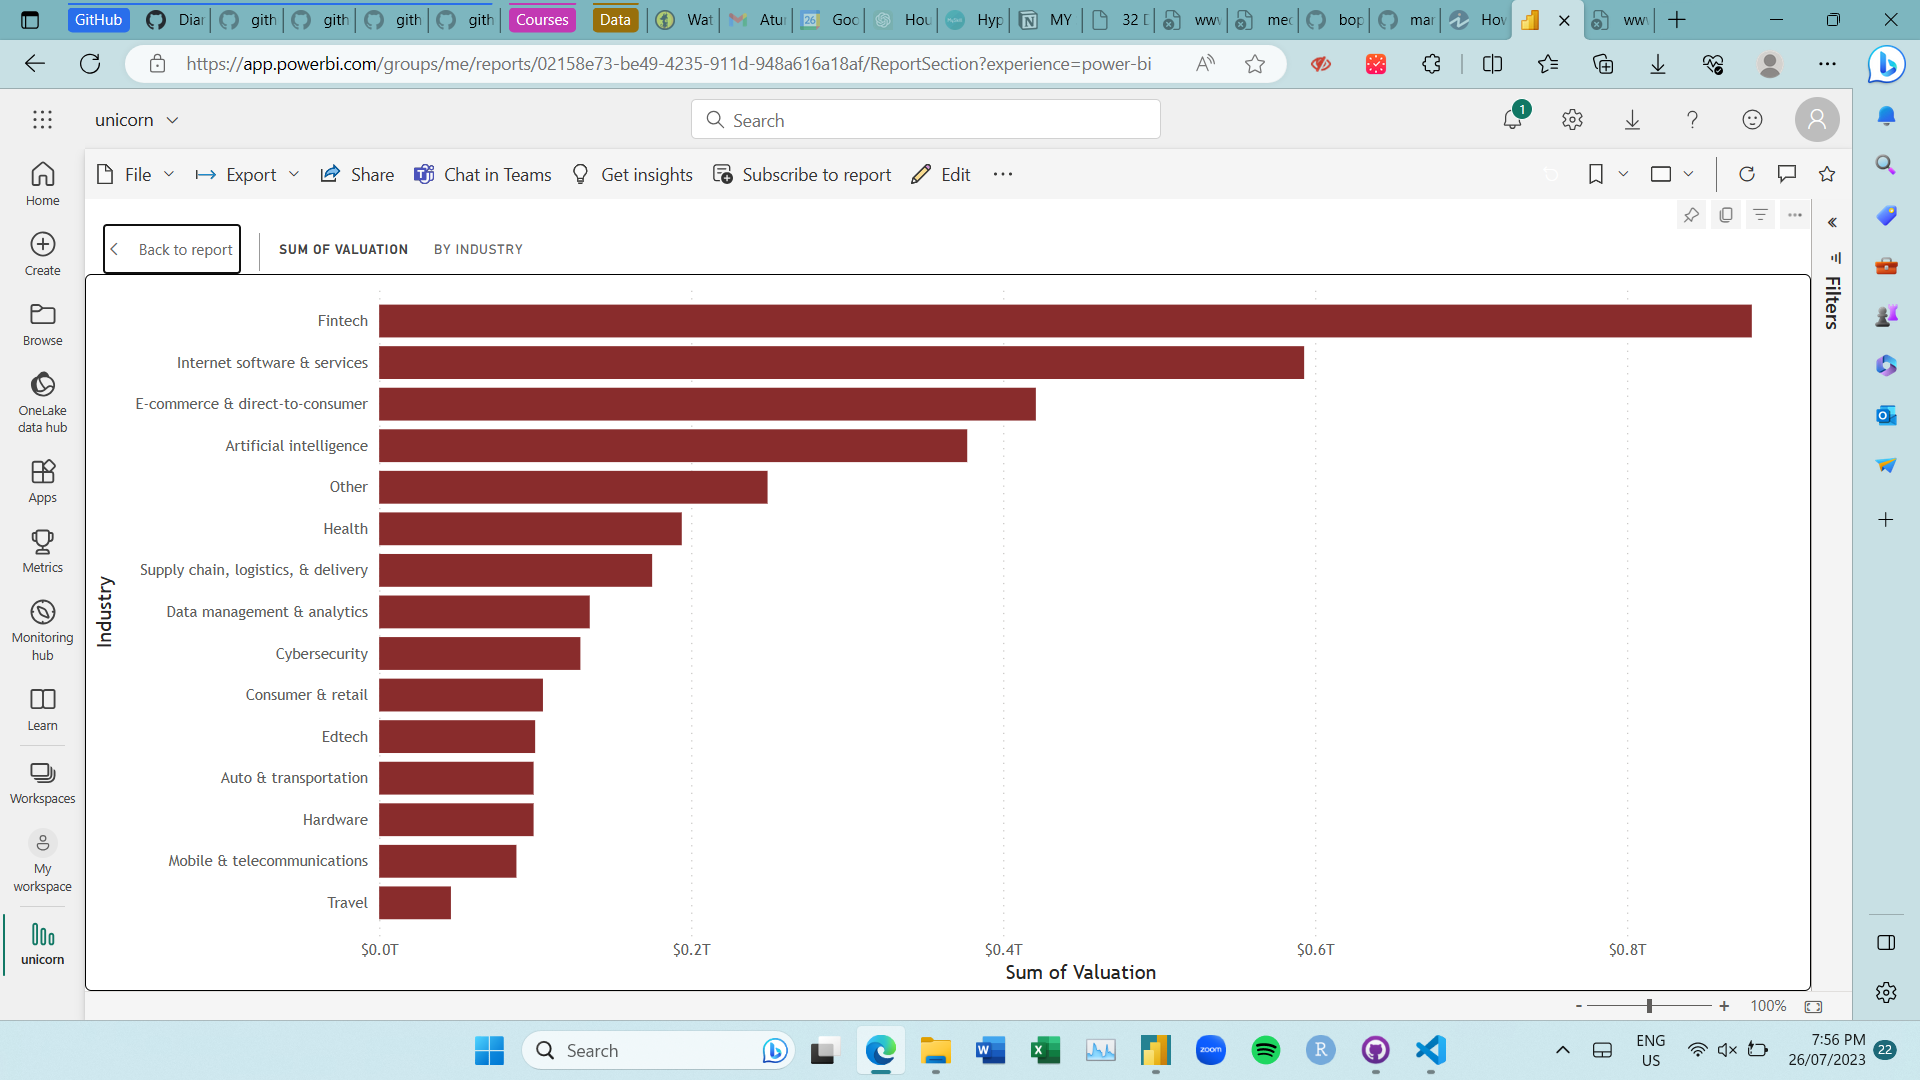 GitHub
Diar
gith
gith
gith
gith
Courses
Data
Wat
Atur
26
Goo
Hou
Hyp
MY
32 D
www
med
bop
mar
How
www
https://app.powerbi.com/groups/me/reports/02158e73-be49-4235-911d-948a616a18af/ReportSection?experience=power-bi
unicorn
Search
1
File
Export
Share
Chat in Teams
Get insights
Subscribe to report
Edit
Home
Create
Browse
OneLake
data hub
Apps
Metrics
Monitoring
hub
Learn
Workspaces
My
workspace
unicorn
Back to report
SUM OF VALUATION
BY INDUSTRY
Filters
Industry
Fintech
Internet software & services
E-commerce & direct-to-consumer
Artificial intelligence
Other
Health
Supply chain, logistics, & delivery
Data management & analytics
Cybersecurity
Consumer & retail
Edtech
Auto & transportation
Hardware
Mobile & telecommunications
Travel
$0.0T
$0.2T
$0.4T
$0.6T
$0.8T
Sum of Valuation
- + 100%
Search
zoom
R
ENG
US
7:56 PM
26/07/2023
22